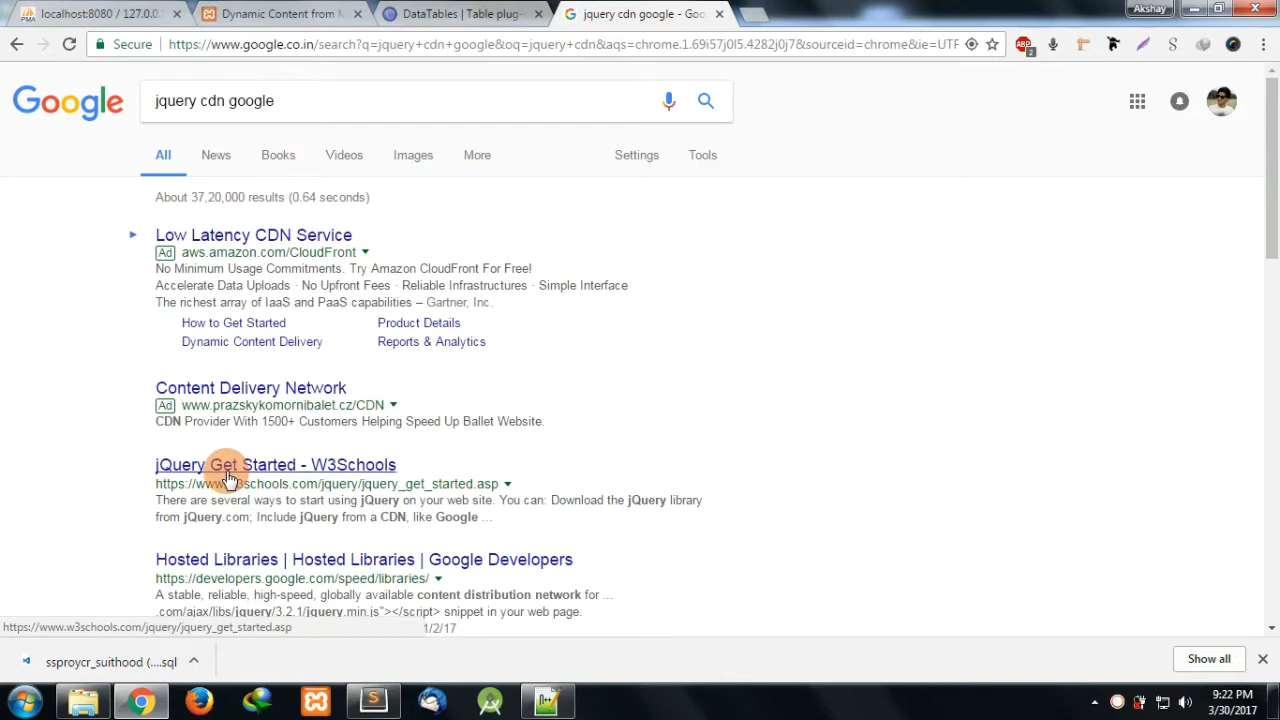 localhost:8080 / 127.0.0.
Dynamic Content from M
DataTables | Table plug-
jquery cdn google - Goo
Akshay
Secure
https://www.google.co.in/search?q=jquery+cdn+google&oq=jquery+cdn&aqs=chrome.1.69i57j0l5.4382j0j7&sourceid=chrome&ie=UTF
2
Google
jquery cdn google
All
News
Books
Videos
Images
More
Settings
Tools
About 37,20,000 results (0.64 seconds)
Low Latency CDN Service
Ad aws.amazon.com/CloudFront
No Minimum Usage Commitments. Try Amazon CloudFront For Free!
Accelerate Data Uploads · No Upfront Fees · Reliable Infrastructures · Simple Interface
The richest array of IaaS and PaaS capabilities – Gartner, Inc.
How to Get Started
Product Details
Dynamic Content Delivery
Reports & Analytics
Content Delivery Network
Ad www.prazskykomornibalet.cz/CDN
CDN Provider With 1500+ Customers Helping Speed Up Ballet Website.
jQuery Get Started - W3Schools
https://www.w3schools.com/jquery/jquery_get_started.asp
There are several ways to start using jQuery on your web site. You can: Download the jQuery library
from jQuery.com; Include jQuery from a CDN, like Google ...
Hosted Libraries | Hosted Libraries | Google Developers
https://developers.google.com/speed/libraries/
A stable, reliable, high-speed, globally available content distribution network for ...
.com/ajax/libs/jquery/3.2.1/jquery.min.js"></script> snippet in your web page.
https://www.w3schools.com/jquery/jquery_get_started.asp
1/2/17
ssproycr_suithood (....sql
Show all
9:22 PM
3/30/2017